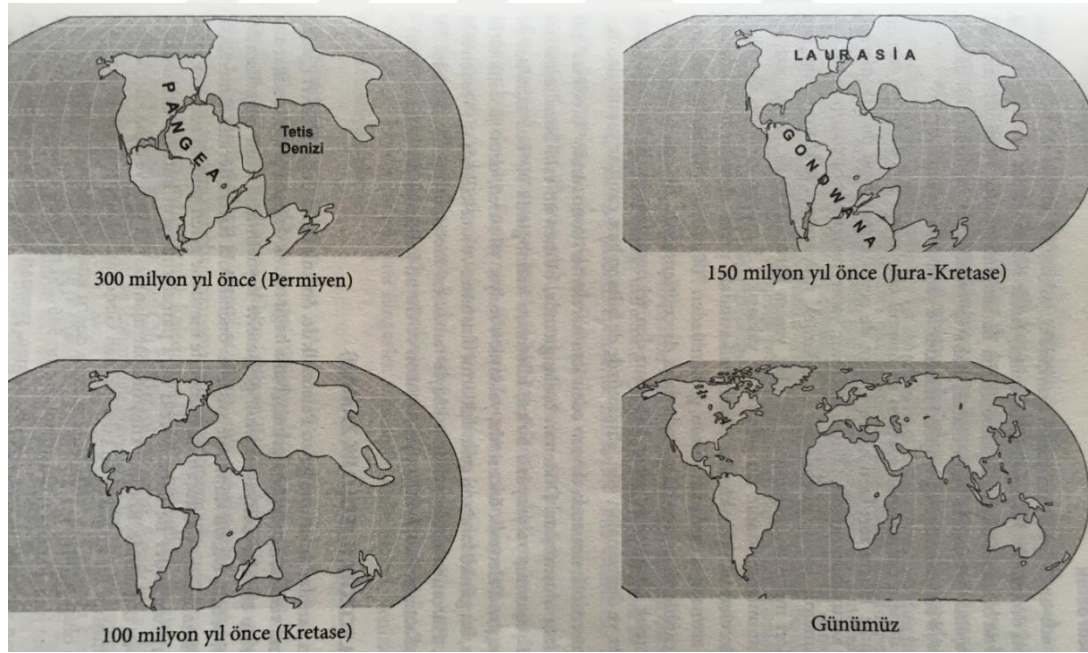 PANGEA
Tetis
Denizi
300 milyon yıl önce (Permiyen)
LAURASİA
GONDWANA
150 milyon yıl önce (Jura-Kretase)
100 milyon yıl önce (Kretase)
Günümüz